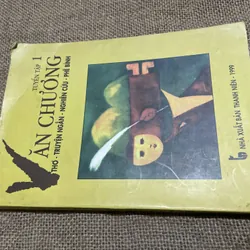 TUYỂN TẬP 1
VĂN CHƯƠNG
THƠ - TRUYỆN NGẮN - NGHIÊN CỨU - PHÊ BÌNH
NHÀ XUẤT BẢN THANH NIÊN - 1999